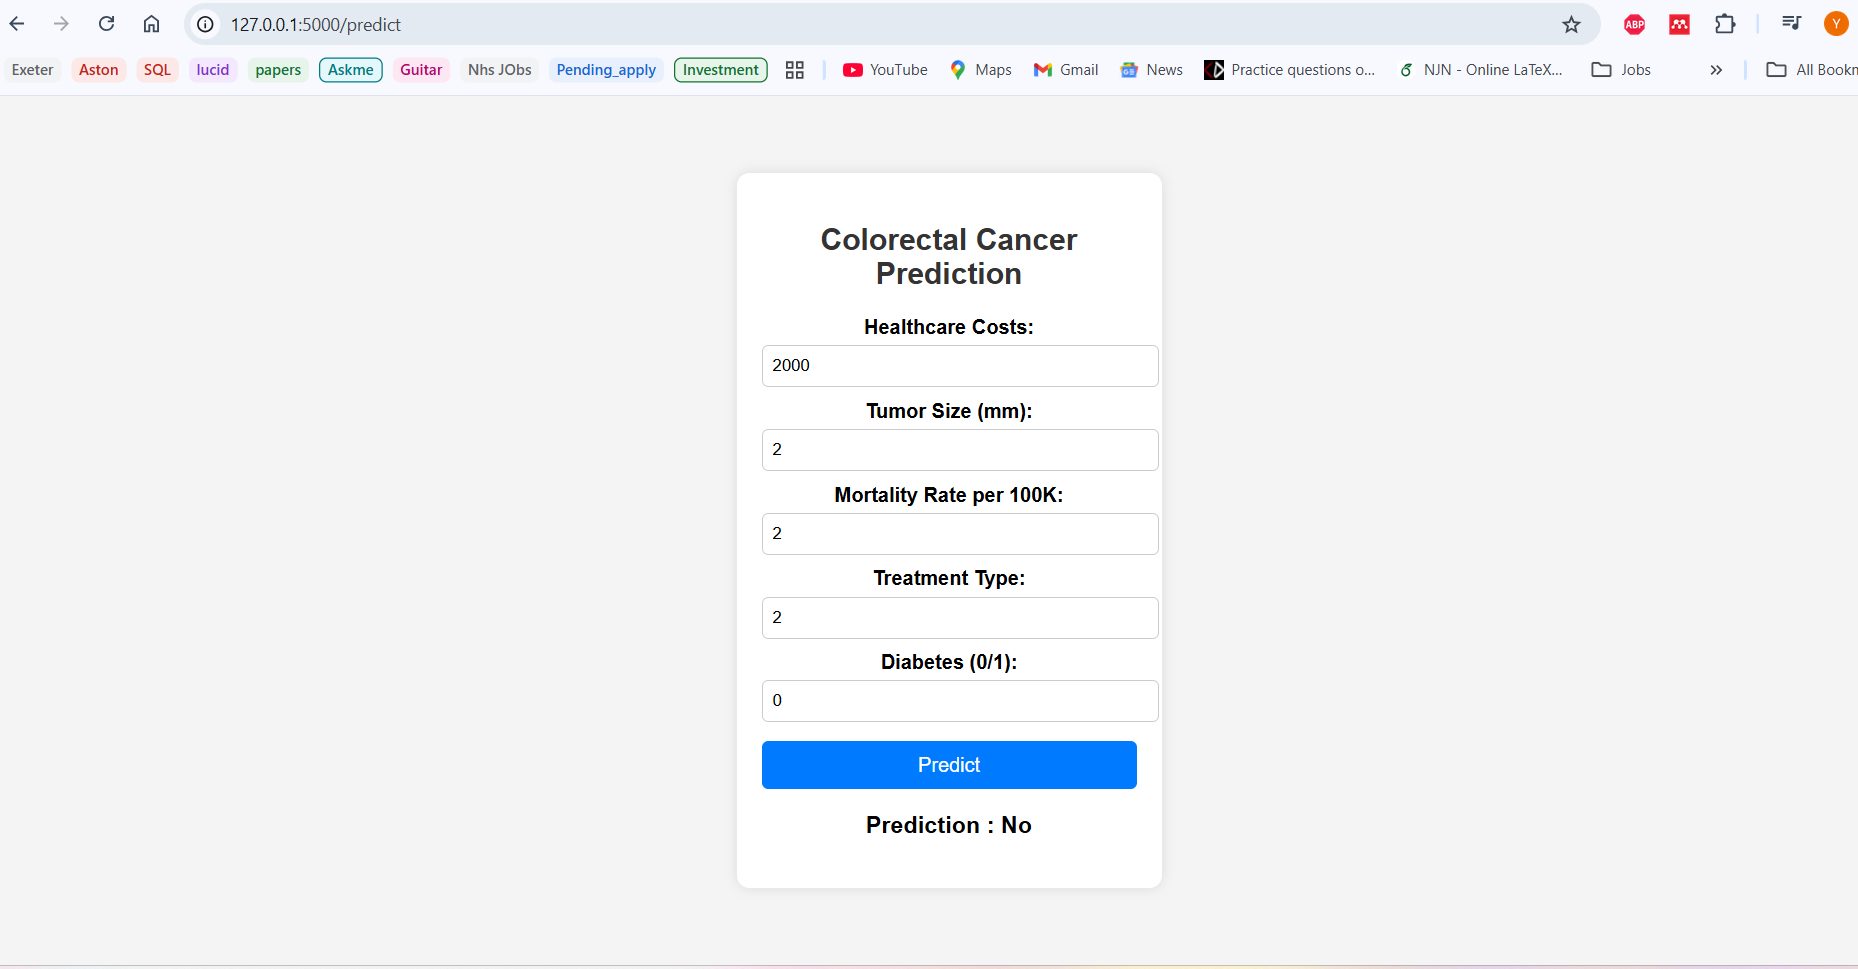 127.0.0.1:5000/predict
ABP
Y
Exeter Aston SQL lucid papers Askme Guitar Nhs JObs Pending_apply Investment YouTube Maps Gmail News Practice questions o... NJN - Online LaTeX... Jobs » All Bookm
Colorectal Cancer
Prediction
Healthcare Costs:
2000
Tumor Size (mm):
2
Mortality Rate per 100K:
2
Treatment Type:
2
Diabetes (0/1):
0
Predict
Prediction : No